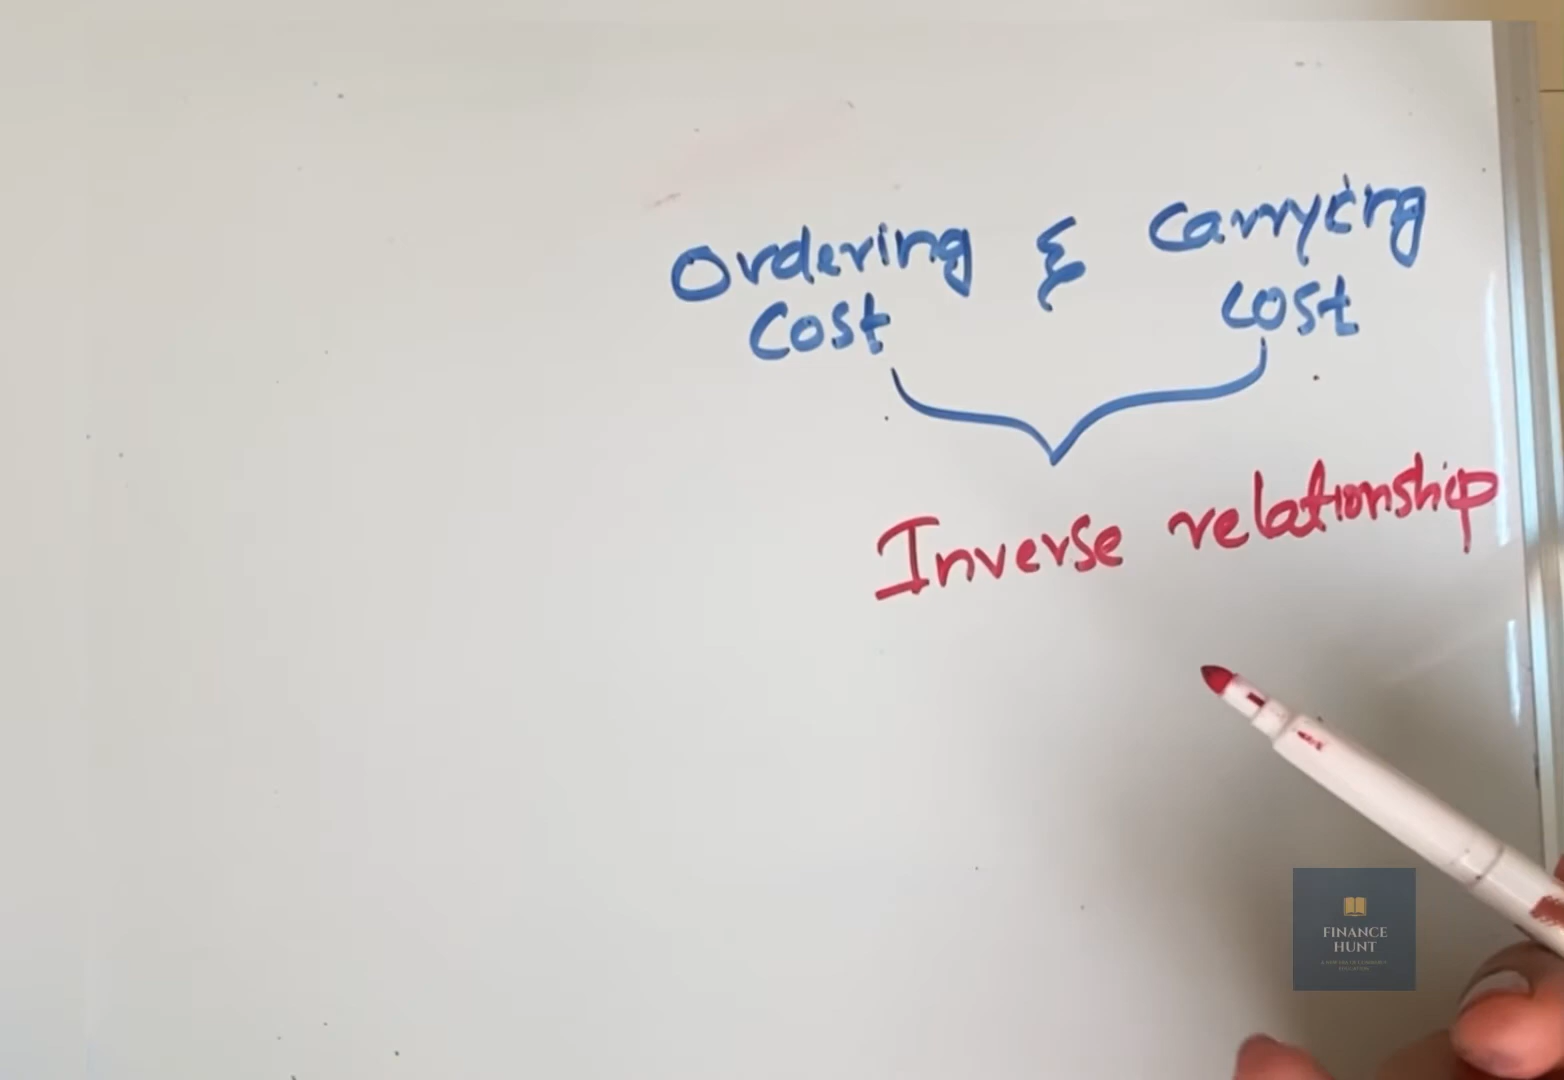 Ordering & Carrying
Cost cost
Inverse relationship
FINANCE
HUNT